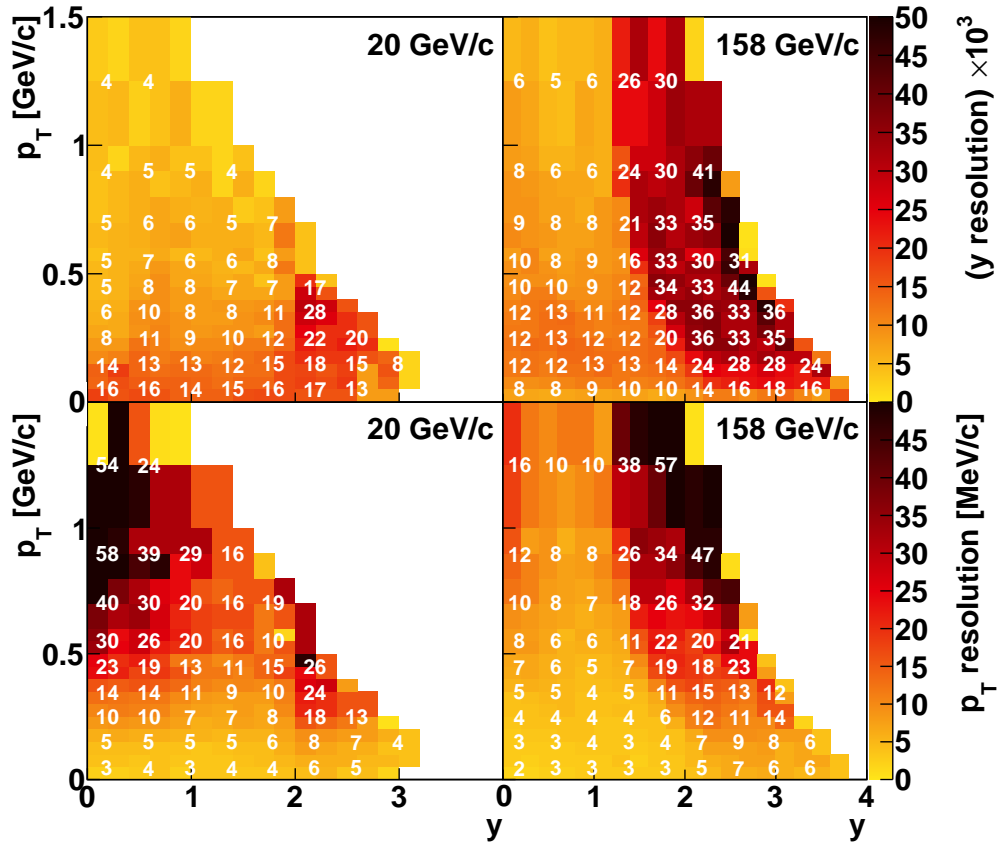 1.5 20 GeV/c 158 GeV/c 50
4 4 6 5 6 26 30 45
40
1 35
4 5 5 4 8 6 6 24 30 41 30
5 6 6 5 7 9 8 8 21 33 35 25
5 7 6 6 8 10 8 9 16 33 30 31 20
0.5 5 8 8 7 7 17 10 10 9 12 34 33 44 15
6 10 8 8 11 28 12 13 11 12 28 36 33 36
8 11 9 10 12 22 20 12 12 12 12 20 36 33 35 10
14 13 13 12 15 18 15 8 12 12 13 13 14 24 28 28 24 5
16 16 14 15 16 17 13 8 8 9 10 10 14 16 18 16
0 0
p_T [GeV/c]
(y resolution) ×10³
20 GeV/c 158 GeV/c 45
54 24 16 10 10 38 57 40
1 35
58 39 29 16 12 8 8 26 34 47 30
40 30 20 16 19 10 8 7 18 26 32 25
30 26 20 16 10 8 6 6 11 22 20 21 20
0.5 23 19 13 11 15 26 7 6 5 7 19 18 23 15
14 14 11 9 10 24 5 5 4 5 11 15 13 12
10 10 7 7 8 18 13 4 4 4 4 6 12 11 14 10
5 5 5 5 6 8 7 4 3 3 4 3 4 7 9 8 6 5
3 4 3 4 4 6 5 2 3 3 3 3 5 7 6 6
0 0
0 1 2 3 0 1 2 3 4
y y
p_T [GeV/c]
p_T resolution [MeV/c]